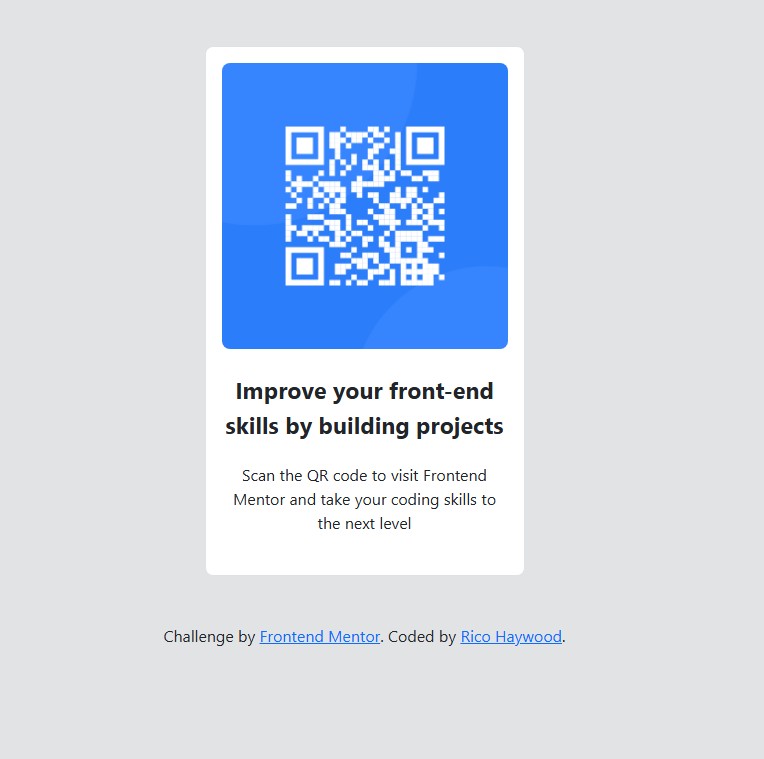 Improve your front-end
skills by building projects
Scan the QR code to visit Frontend
Mentor and take your coding skills to
the next level
Challenge by Frontend Mentor. Coded by Rico Haywood.